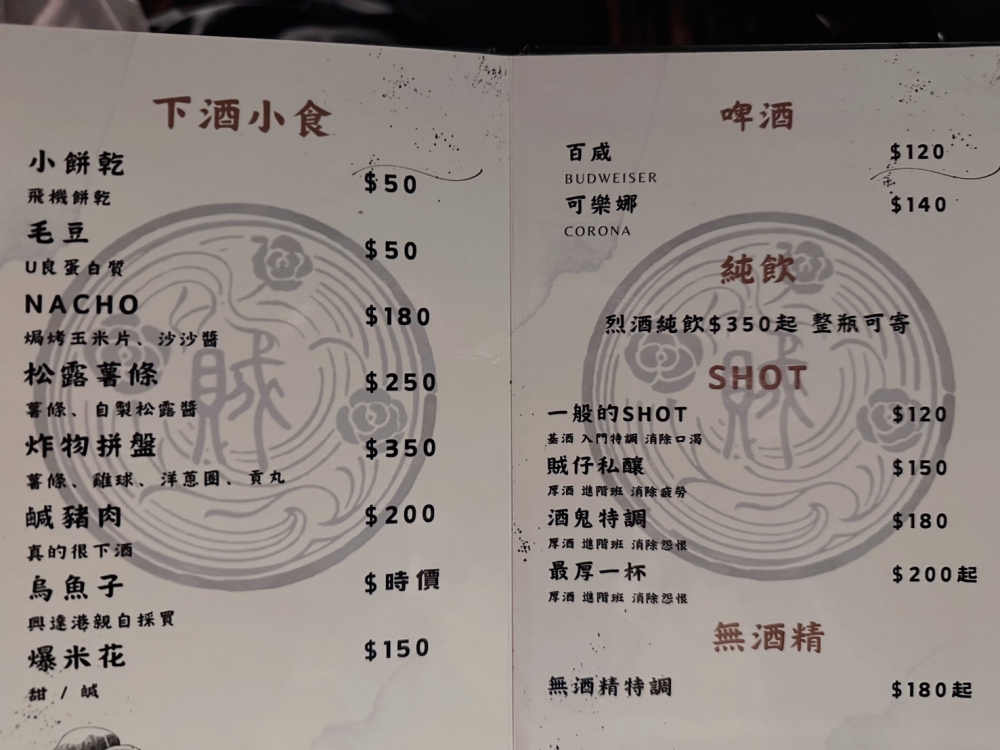 下酒小食
小餅乾 $50
飛機餅乾
毛豆 $50
U良蛋白質
NACHO $180
焗烤玉米片、沙沙醬
松露薯條 $250
薯條、自製松露醬
炸物拼盤 $350
薯條、雞球、洋蔥圈、貢丸
鹹豬肉 $200
真的很下酒
烏魚子 $時價
興達港親自採買
爆米花 $150
甜 / 鹹
啤酒
百威 $120
BUDWEISER
可樂娜 $140
CORONA
純飲
烈酒純飲$350起 整瓶可寄
SHOT
一般的SHOT $120
基酒 入門特調 消除口渴
賊仔私釀 $150
厚酒 進階班 消除疲勞
酒鬼特調 $180
厚酒 進階班 消除怨恨
最厚一杯 $200起
厚酒 進階班 消除怨恨
無酒精
無酒精特調 $180起
賊
賊